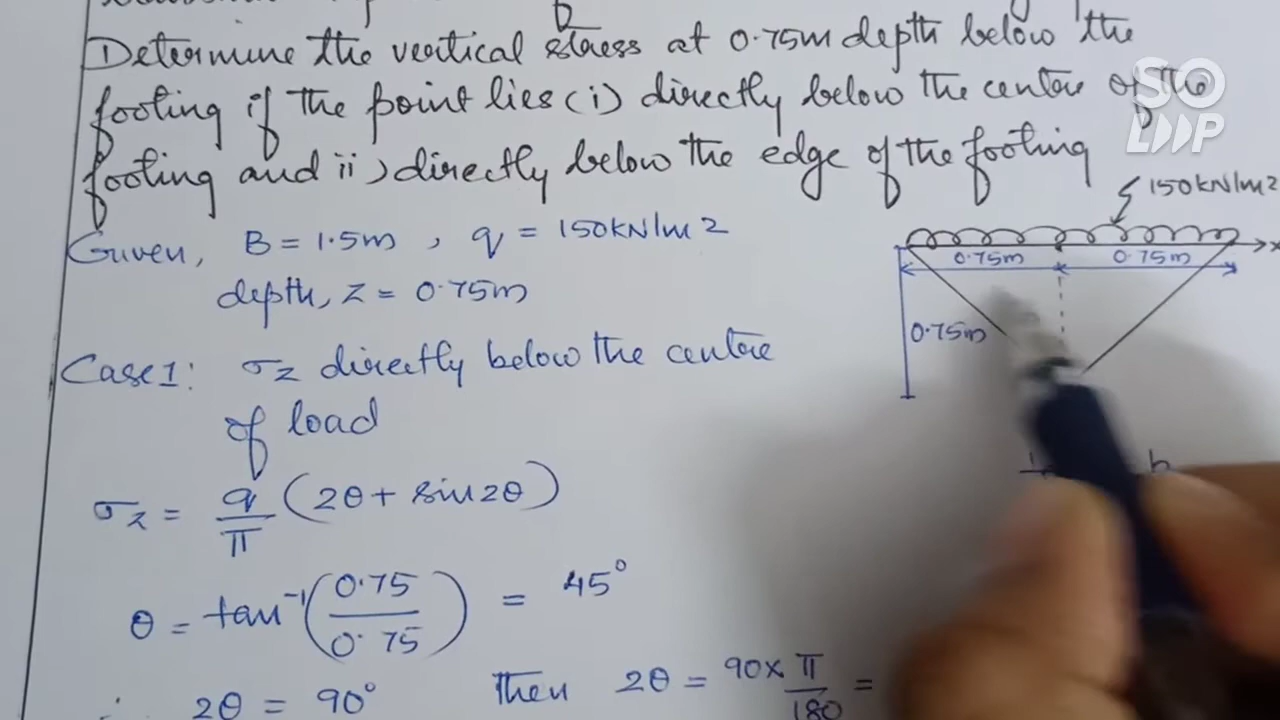 Determine the vertical stress at 0.75m depth below the
footing if the point lies (i) directly below the centre of the
footing and ii) directly below the edge of the footing
SO
LOOP
150kN/m2
Given, B = 1.5m , q = 150kN/m2
x
0.75m 0.75m
depth, z = 0.75m
0.75m
Case 1: σz directly below the centre
of load
b
σz = q/π (2θ + sin2θ)
θ = tan-1(0.75/0.75) = 45°
∴ 2θ = 90° then 2θ = 90 x π/180 =